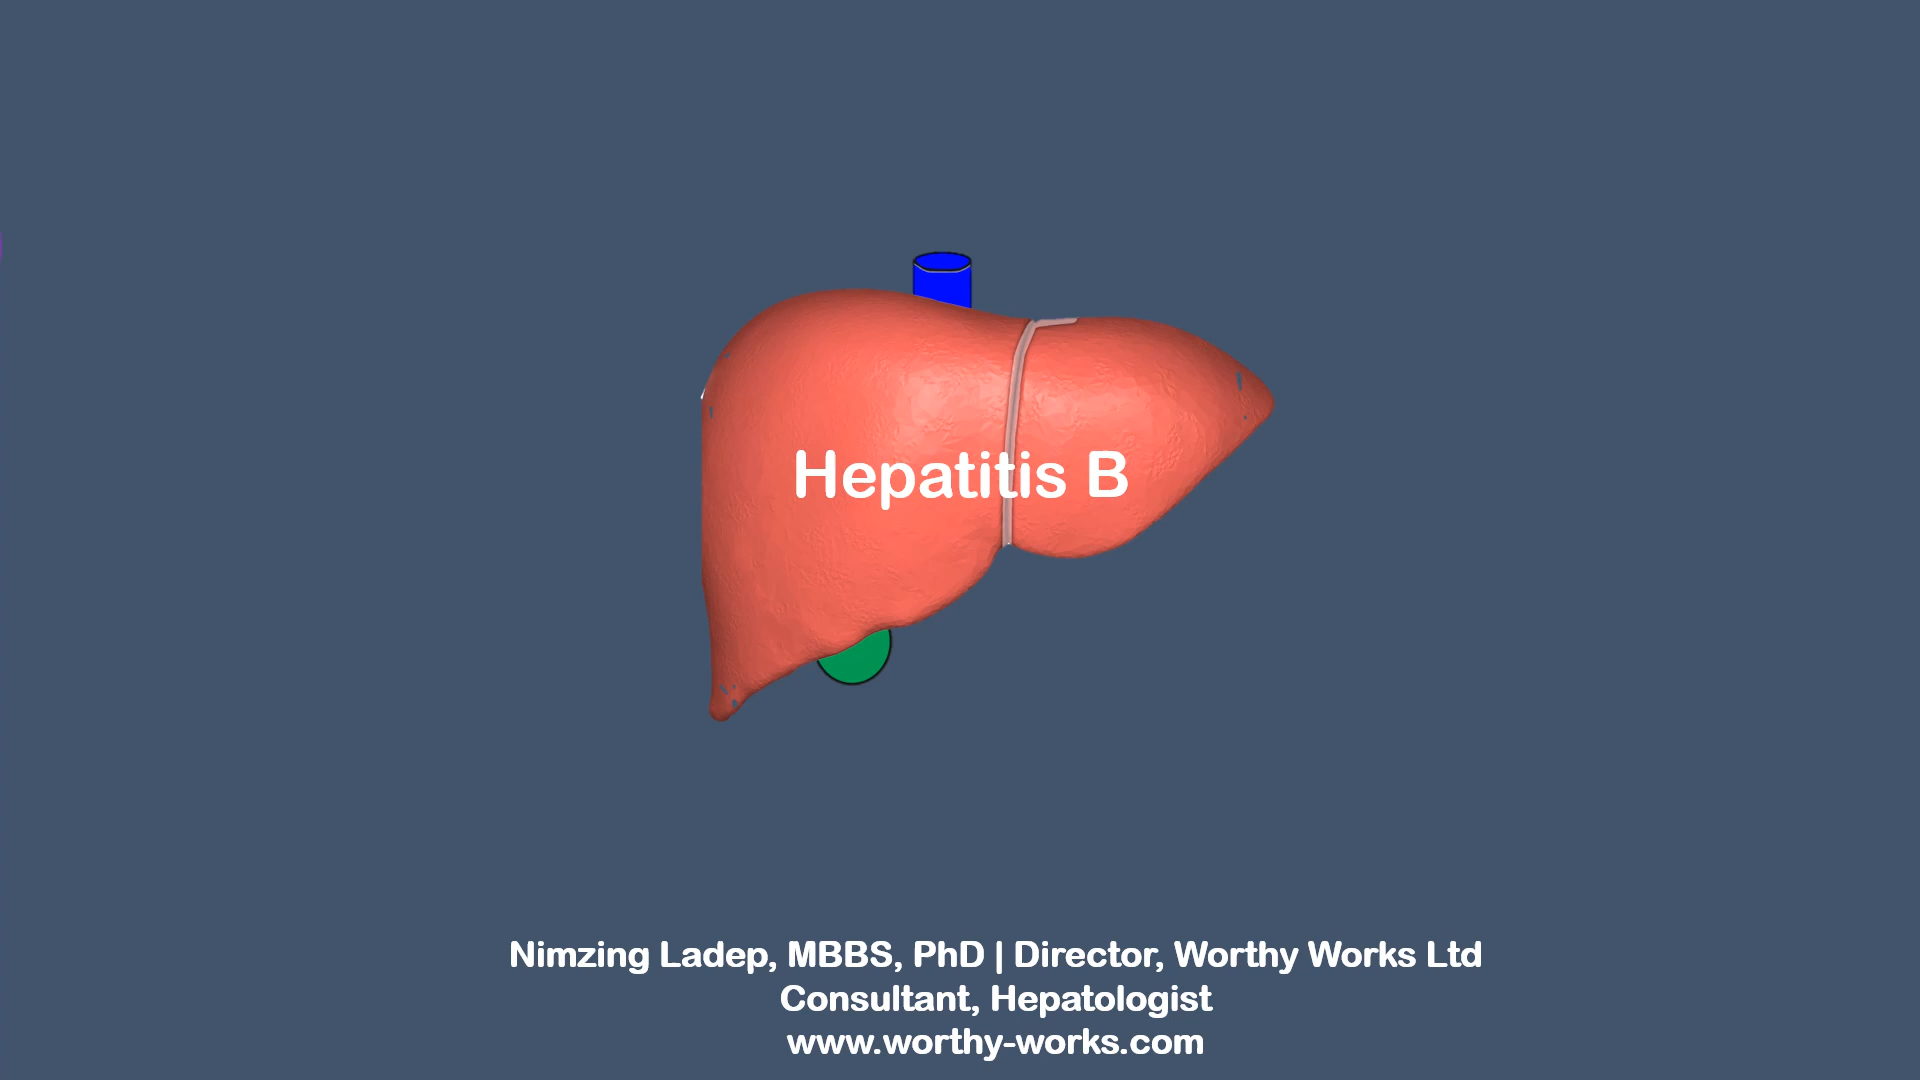 Hepatitis B
Nimzing Ladep, MBBS, PhD | Director, Worthy Works Ltd
Consultant, Hepatologist
www.worthy-works.com